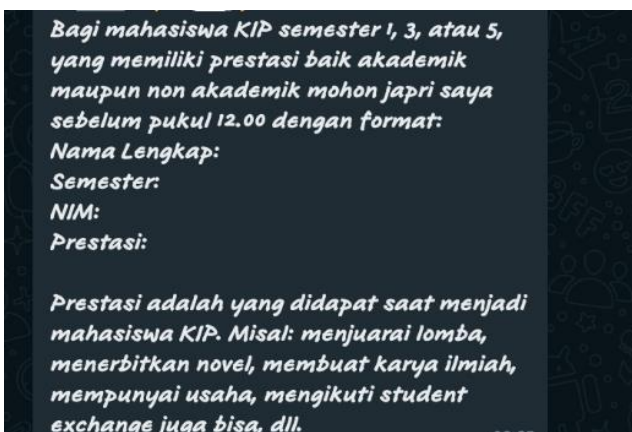 Bagi mahasiswa KIP semester 1, 3, atau 5,
yang memiliki prestasi baik akademik
maupun non akademik mohon japri saya
sebelum pukul 12.00 dengan format:
Nama Lengkap:
Semester:
NIM:
Prestasi:
Prestasi adalah yang didapat saat menjadi
mahasiswa KIP. Misal: menjuarai lomba,
menerbitkan novel, membuat karya ilmiah,
mempunyai usaha, mengikuti student
exchange juga bisa, dll.